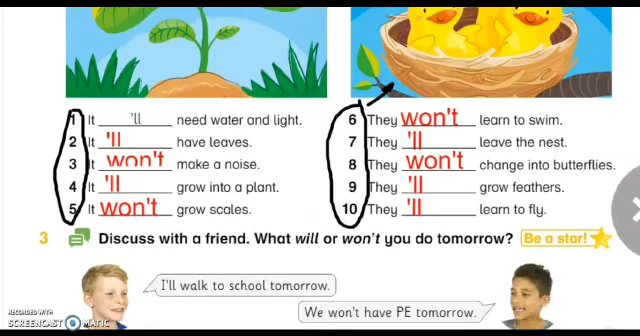 1 It 'll need water and light.
2 It 'll have leaves.
3 It won't make a noise.
4 It 'll grow into a plant.
5 It won't grow scales.
6 They won't learn to swim.
7 They 'll leave the nest.
8 They won't change into butterflies.
9 They 'll grow feathers.
10 They 'll learn to fly.
3 Discuss with a friend. What will or won't you do tomorrow? Be a star!
I'll walk to school tomorrow.
We won't have PE tomorrow.
RECORDED WITH
SCREENCAST MATIC